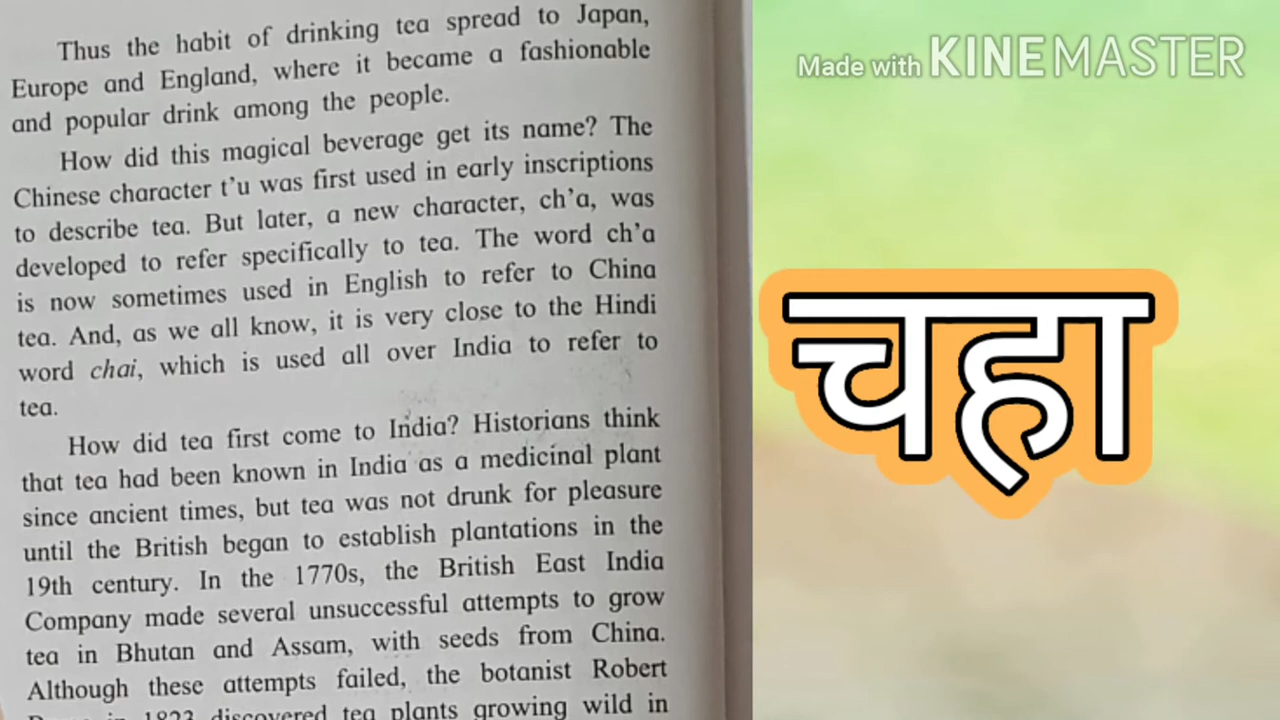 Thus the habit of drinking tea spread to Japan,
Europe and England, where it became a fashionable
and popular drink among the people.
How did this magical beverage get its name? The
Chinese character t'u was first used in early inscriptions
to describe tea. But later, a new character, ch'a, was
developed to refer specifically to tea. The word ch'a
is now sometimes used in English to refer to China
tea. And, as we all know, it is very close to the Hindi
word chai, which is used all over India to refer to
tea.
How did tea first come to India? Historians think
that tea had been known in India as a medicinal plant
since ancient times, but tea was not drunk for pleasure
until the British began to establish plantations in the
19th century. In the 1770s, the British East India
Company made several unsuccessful attempts to grow
tea in Bhutan and Assam, with seeds from China.
Although these attempts failed, the botanist Robert
in 1823 discovered tea plants growing wild in
Made with KINEMASTER
चहा